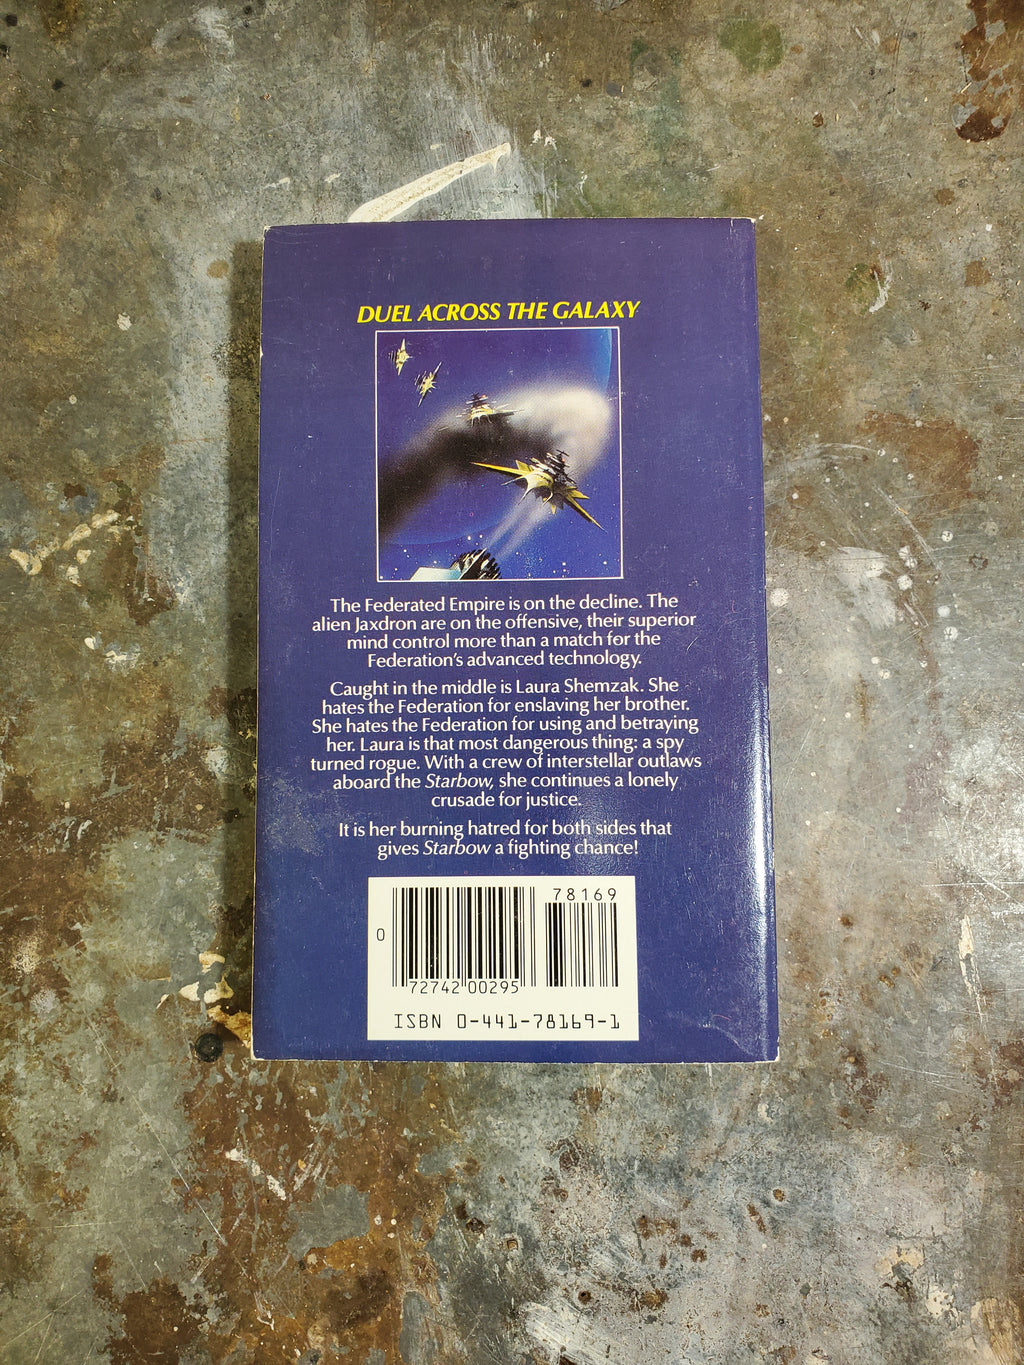 DUEL ACROSS THE GALAXY
The Federated Empire is on the decline. The
alien Jaxdron are on the offensive, their superior
mind control more than a match for the
Federation's advanced technology.
Caught in the middle is Laura Shemzak. She
hates the Federation for enslaving her brother.
She hates the Federation for using and betraying
her. Laura is that most dangerous thing: a spy
turned rogue. With a crew of interstellar outlaws
aboard the Starbow, she continues a lonely
crusade for justice.
It is her burning hatred for both sides that
gives Starbow a fighting chance!
78169
0
72742 00295
ISBN 0-441-78169-1